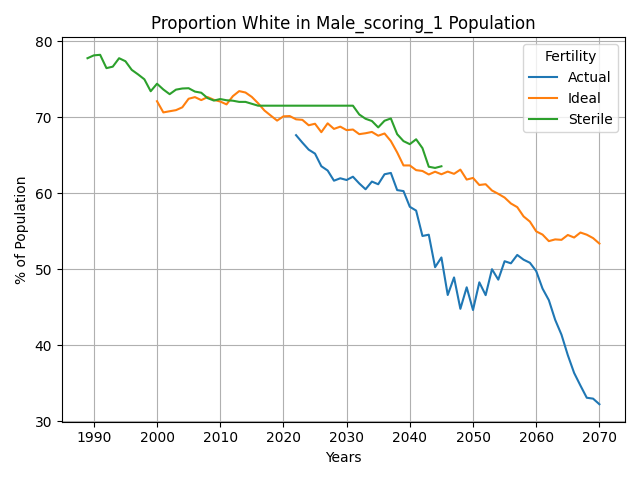 Proportion White in Male_scoring_1 Population
Fertility
Actual
Ideal
Sterile
% of Population
80
70
60
50
40
30
1990
2000
2010
2020
2030
2040
2050
2060
2070
Years